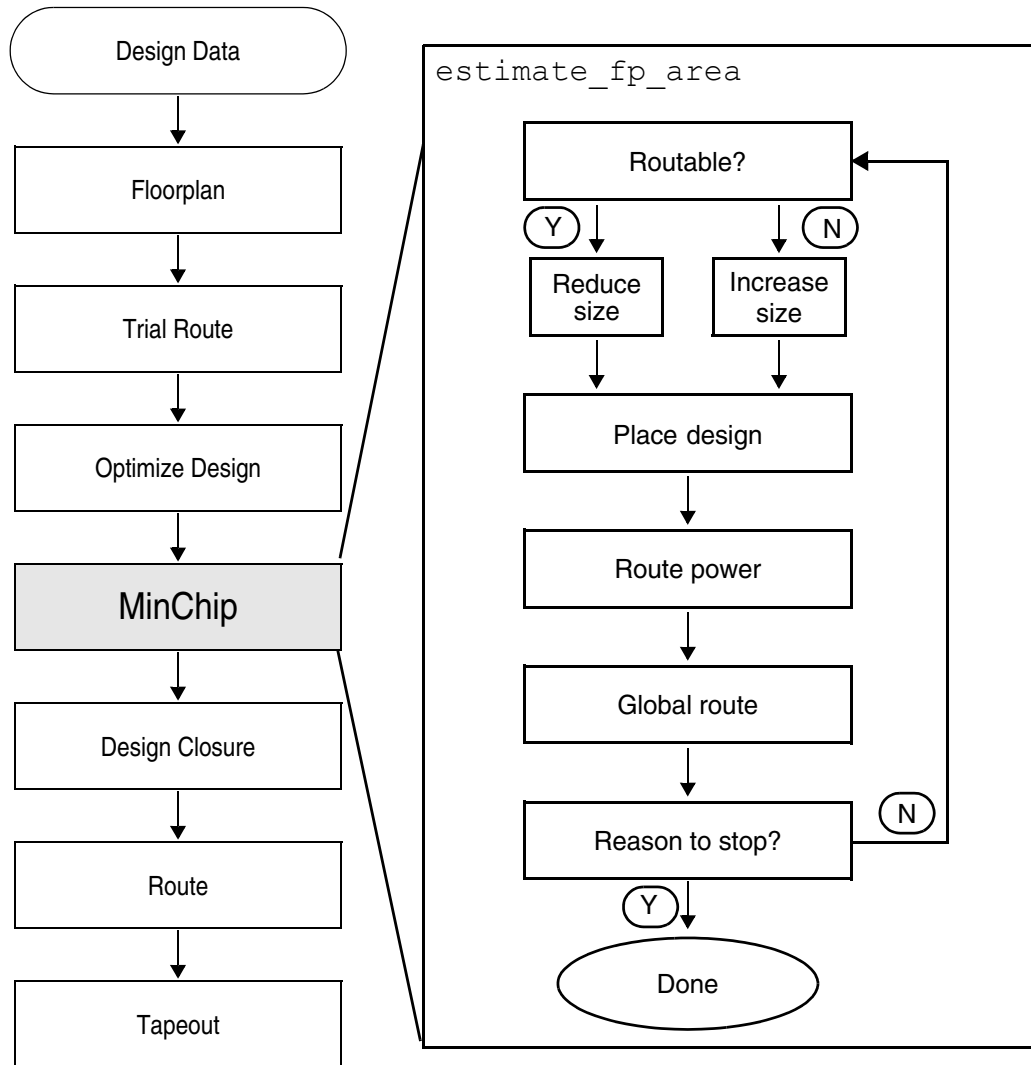 Design Data
Floorplan
Trial Route
Optimize Design
MinChip
Design Closure
Route
Tapeout
estimate_fp_area
Routable?
Y
N
Reduce
size
Increase
size
Place design
Route power
Global route
Reason to stop?
N
Y
Done